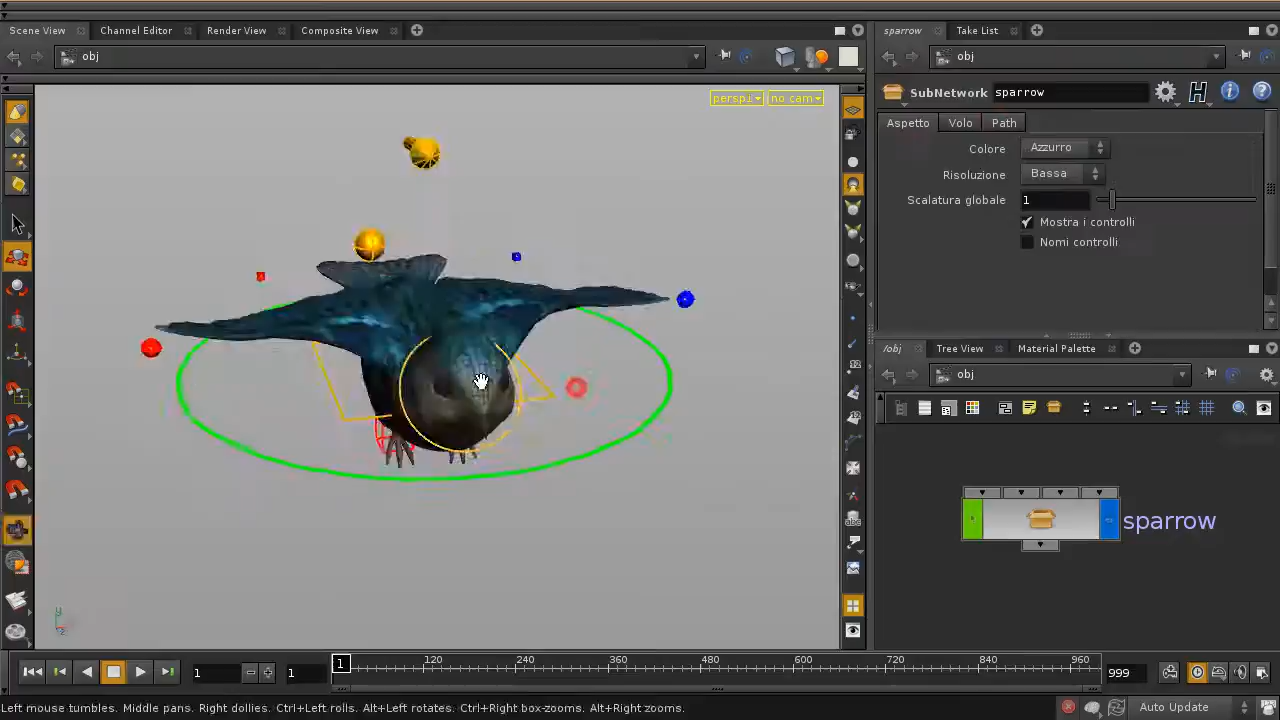 Scene View
Channel Editor
Render View
Composite View
sparrow
Take List
obj
obj
SubNetwork
sparrow
persp1
no cam
Aspetto
Volo
Path
Colore
Azzurro
Risoluzione
Bassa
Scalatura globale
1
Mostra i controlli
Nomi controlli
/obj
Tree View
Material Palette
obj
sparrow
y
1
1
1
120
240
360
480
600
720
840
960
999
Left mouse tumbles. Middle pans. Right dollies. Ctrl+Left rolls. Alt+Left rotates. Ctrl+Right box-zooms. Alt+Right zooms.
Auto Update